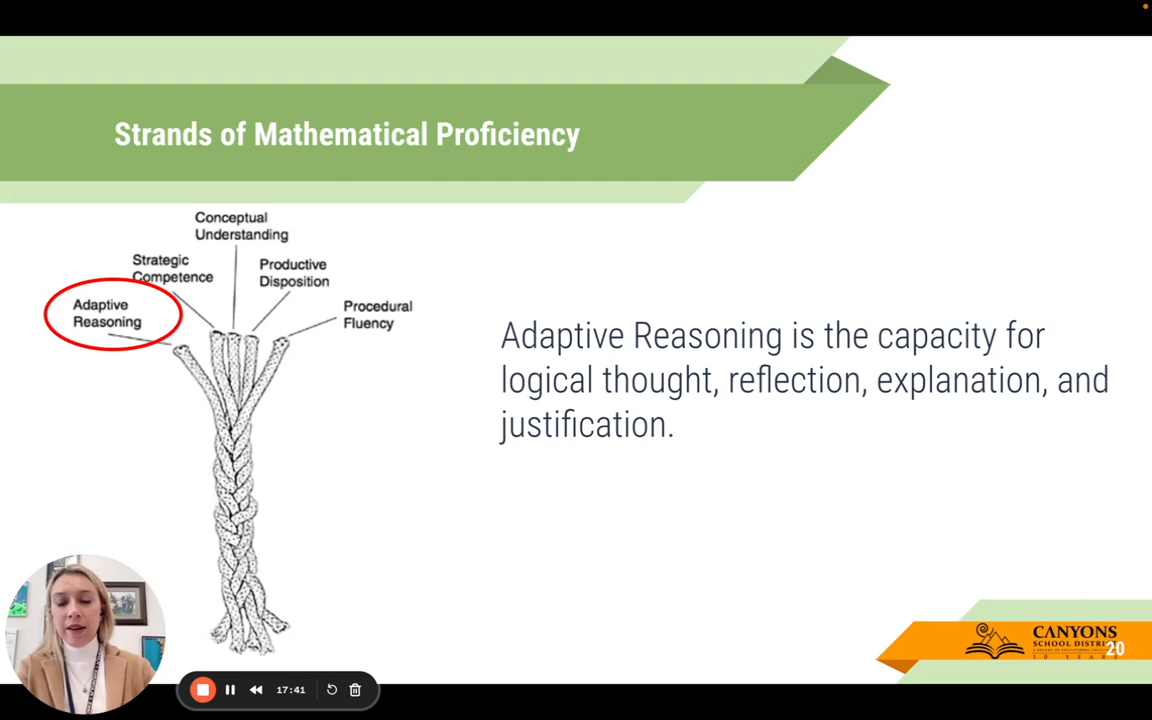 Strands of Mathematical Proficiency
Conceptual
Understanding
Strategic
Competence
Productive
Disposition
Adaptive
Reasoning
Procedural
Fluency
Adaptive Reasoning is the capacity for
logical thought, reflection, explanation, and
justification.
CANYONS
SCHOOL DISTRICT
20
17:41